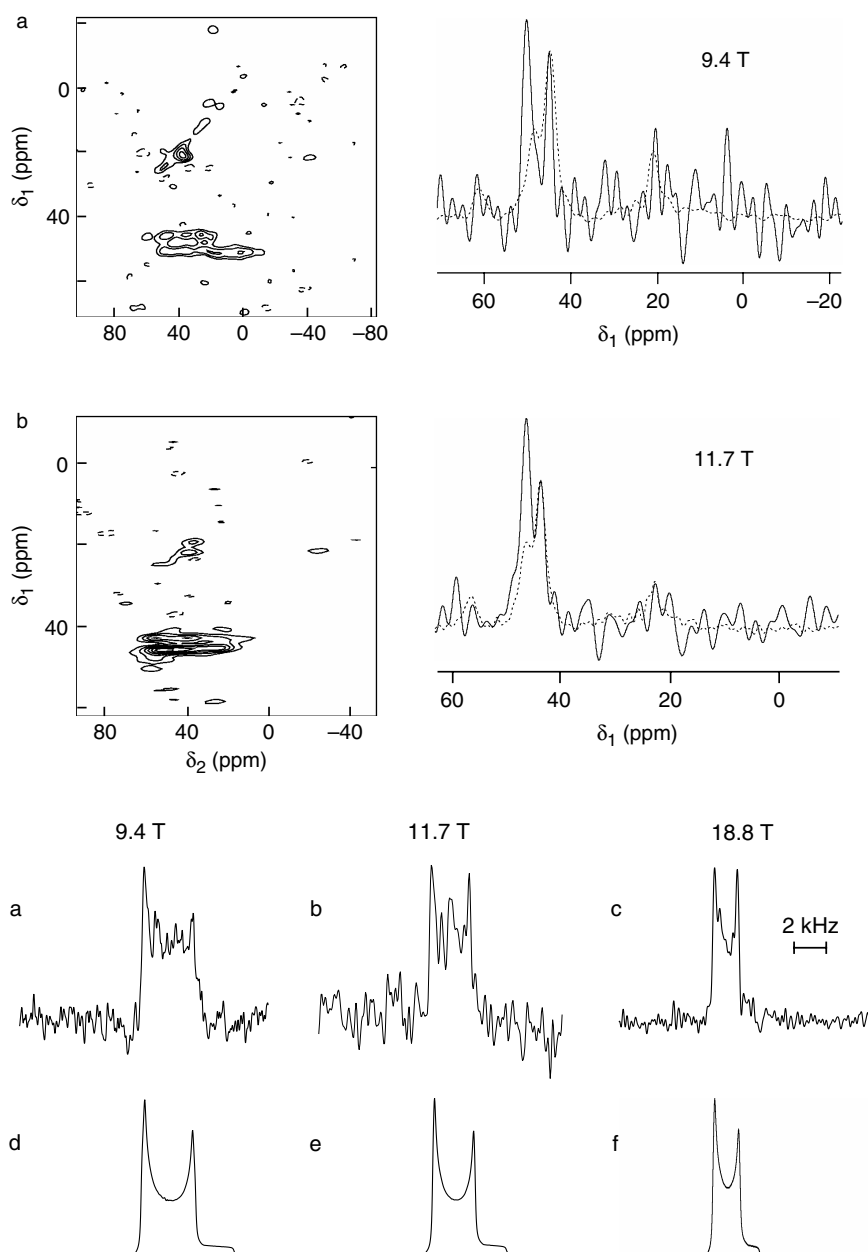 a
0
40
δ1 (ppm)
80 40 0 −40 −80
9.4 T
60 40 20 0 −20
δ1 (ppm)
b
0
40
δ1 (ppm)
80 40 0 −40
δ2 (ppm)
11.7 T
60 40 20 0
δ1 (ppm)
9.4 T 11.7 T 18.8 T
a b c
2 kHz
d e f